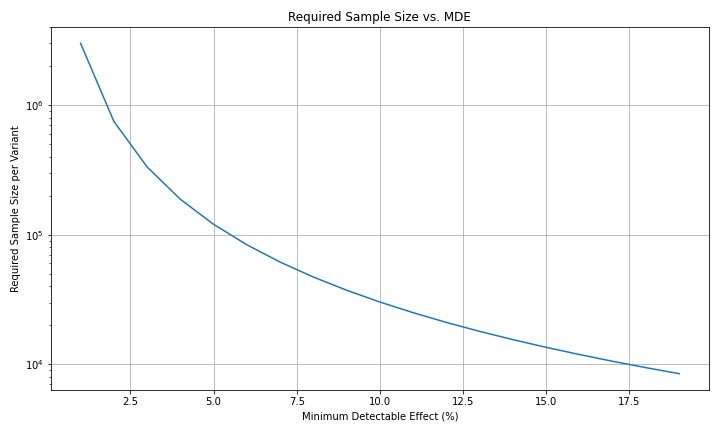 Required Sample Size vs. MDE
Required Sample Size per Variant
10⁶
10⁵
10⁴
2.5 5.0 7.5 10.0 12.5 15.0 17.5
Minimum Detectable Effect (%)